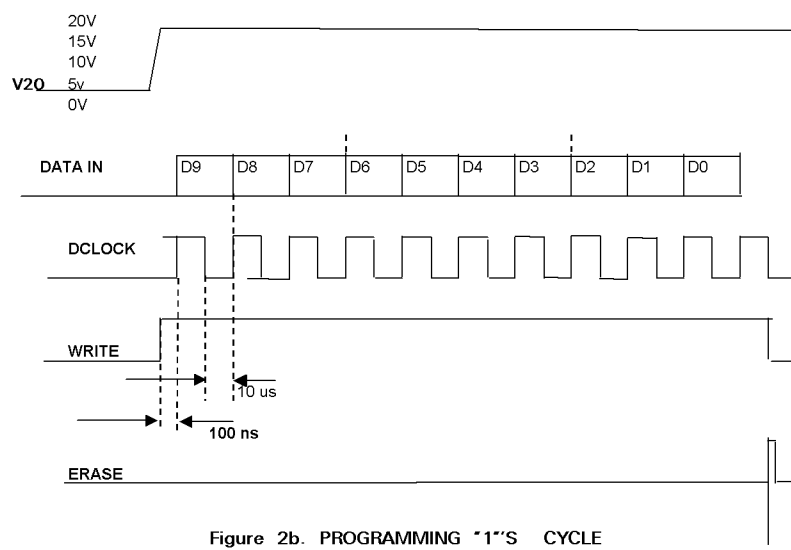 20V
15V
10V
V20 5v
0V
DATA IN D9 D8 D7 D6 D5 D4 D3 D2 D1 D0
DCLOCK
WRITE
10 us
100 ns
ERASE
Figure 2b. PROGRAMMING "1"'S CYCLE